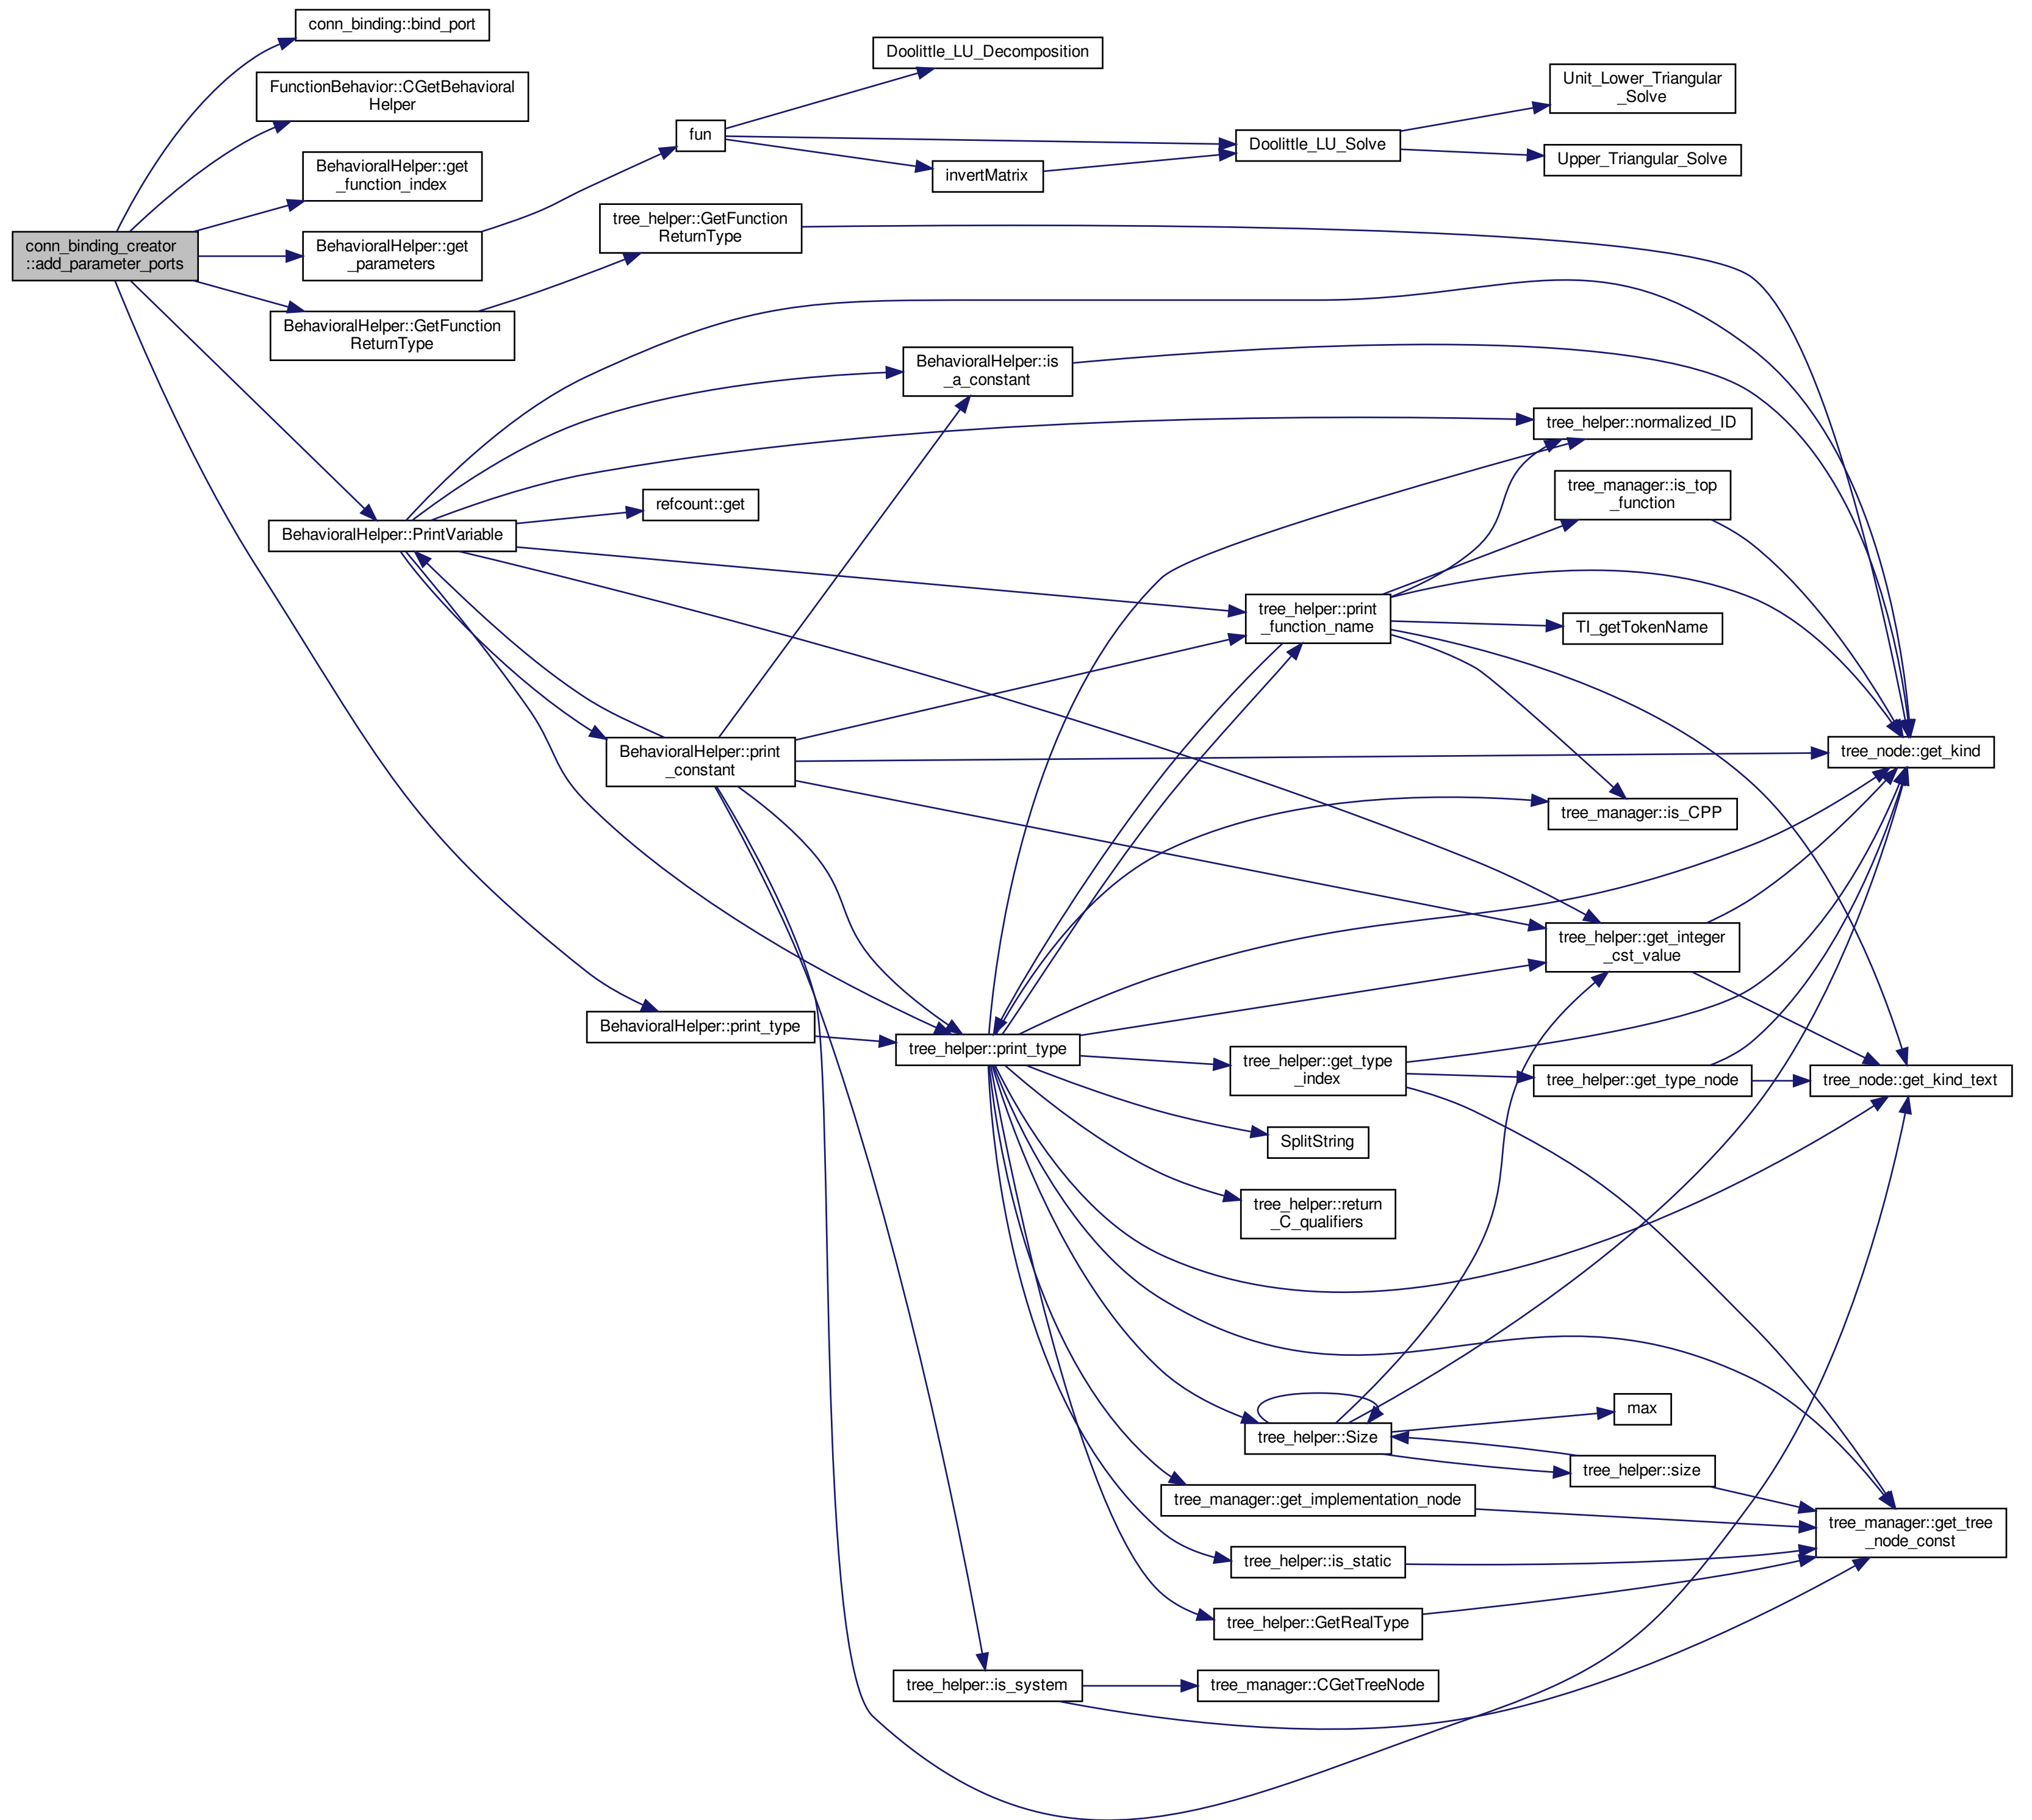 conn_binding::bind_port
FunctionBehavior::CGetBehavioral
Helper
BehavioralHelper::get
_function_index
conn_binding_creator
::add_parameter_ports
BehavioralHelper::get
_parameters
BehavioralHelper::GetFunction
ReturnType
fun
Doolittle_LU_Decomposition
invertMatrix
Doolittle_LU_Solve
Unit_Lower_Triangular
_Solve
Upper_Triangular_Solve
tree_helper::GetFunction
ReturnType
BehavioralHelper::is
_a_constant
tree_helper::normalized_ID
refcount::get
BehavioralHelper::PrintVariable
tree_manager::is_top
_function
tree_helper::print
_function_name
TI_getTokenName
BehavioralHelper::print
_constant
tree_node::get_kind
tree_manager::is_CPP
tree_helper::get_integer
_cst_value
BehavioralHelper::print_type
tree_helper::print_type
tree_helper::get_type
_index
tree_helper::get_type_node
tree_node::get_kind_text
SplitString
tree_helper::return
_C_qualifiers
max
tree_helper::Size
tree_helper::size
tree_manager::get_implementation_node
tree_manager::get_tree
_node_const
tree_helper::is_static
tree_helper::GetRealType
tree_helper::is_system
tree_manager::CGetTreeNode